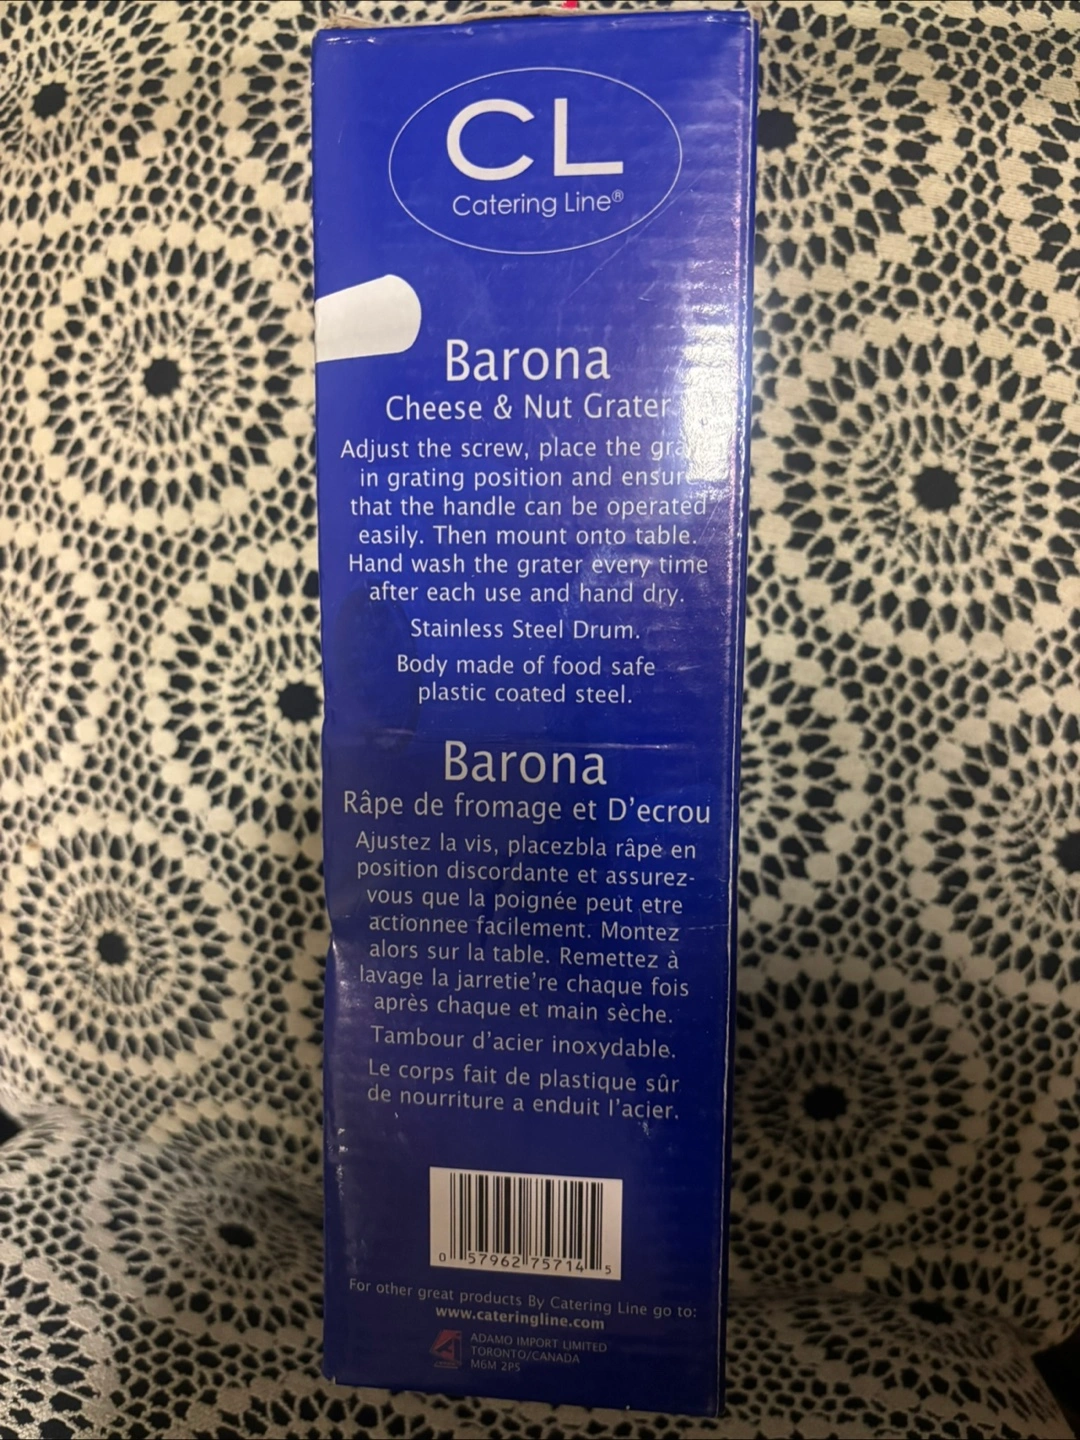 CL
Catering Line®
Barona
Cheese & Nut Grater
Adjust the screw, place the
in grating position and ensure
that the handle can be operated
easily. Then mount onto table.
Hand wash the grater every time
after each use and hand dry.
Stainless Steel Drum.
Body made of food safe
plastic coated steel.
Barona
Râpe de fromage et D'ecrou
Ajustez la vis, placezbla râpe en
position discordante et assurez-
vous que la poignée peut etre
actionnee facilement. Montez
alors sur la table. Remettez à
lavage la jarretie're chaque fois
après chaque et main sèche.
Tambour d'acier inoxydable.
Le corps fait de plastique sûr
de nourriture a enduit l'acier.
0 57962 75714 5
For other great products By Catering Line go to:
www.cateringline.com
ADAMO IMPORT LIMITED
TORONTO/CANADA
M6M 2P5